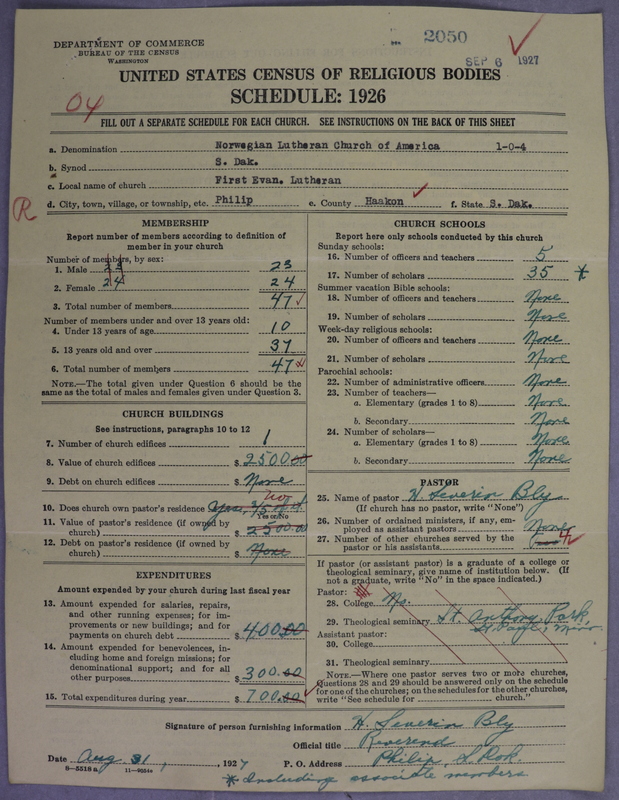 DEPARTMENT OF COMMERCE
BUREAU OF THE CENSUS
WASHINGTON
2050
SEP 6 1927
UNITED STATES CENSUS OF RELIGIOUS BODIES
SCHEDULE: 1926
04
FILL OUT A SEPARATE SCHEDULE FOR EACH CHURCH. SEE INSTRUCTIONS ON THE BACK OF THIS SHEET
a. Denomination Norwegian Lutheran Church of America 1-0-4
b. Synod S. Dak.
c. Local name of church First Evan. Lutheran
R
d. City, town, village, or township, etc. Philip e. County Haakon f. State S. Dak.
MEMBERSHIP
Report number of members according to definition of member in your church
Number of members, by sex:
1. Male 23 23
2. Female 24 24
3. Total number of members 47
Number of members under and over 13 years old:
4. Under 13 years of age 10
5. 13 years old and over 37
6. Total number of members 47
NOTE.—The total given under Question 6 should be the same as the total of males and females given under Question 3.
CHURCH BUILDINGS
See instructions, paragraphs 10 to 12
7. Number of church edifices 1
8. Value of church edifices $ 2500.00
9. Debt on church edifices $ None
10. Does church own pastor's residence? no
Yes or No
11. Value of pastor's residence (if owned by church) $ 2500.00
12. Debt on pastor's residence (if owned by church) $ None
EXPENDITURES
Amount expended by your church during last fiscal year
13. Amount expended for salaries, repairs, and other running expenses; for improvements or new buildings; and for payments on church debt $ 400.00
14. Amount expended for benevolences, including home and foreign missions; for denominational support; and for all other purposes $ 300.00
15. Total expenditures during year $ 700.00
CHURCH SCHOOLS
Report here only schools conducted by this church
Sunday schools:
16. Number of officers and teachers 5
17. Number of scholars 35 *
Summer vacation Bible schools:
18. Number of officers and teachers None
19. Number of scholars None
Week-day religious schools:
20. Number of officers and teachers None
21. Number of scholars None
Parochial schools:
22. Number of administrative officers None
23. Number of teachers—
a. Elementary (grades 1 to 8) None
b. Secondary None
24. Number of scholars—
a. Elementary (grades 1 to 8) None
b. Secondary None
PASTOR
25. Name of pastor H. Severin Bly
(If church has no pastor, write "None")
26. Number of ordained ministers, if any, employed as assistant pastors None
27. Number of other churches served by the pastor or his assistants 4
If pastor (or assistant pastor) is a graduate of a college or theological seminary, give name of institution below. (If not a graduate, write "No" in the space indicated.)
Pastor:
28. College No.
29. Theological seminary St. Anthony Park
St Paul, Minn.
Assistant pastor:
30. College
31. Theological seminary
NOTE.—Where one pastor serves two or more churches, Questions 28 and 29 should be answered only on the schedule for one of the churches; on the schedules for the other churches, write "See schedule for church."
Signature of person furnishing information H. Severin Bly
Official title Reverend
Date Aug 31, 1927 P. O. Address Philip, S. Dak.
8—5518a 11—9554
* Including associate members